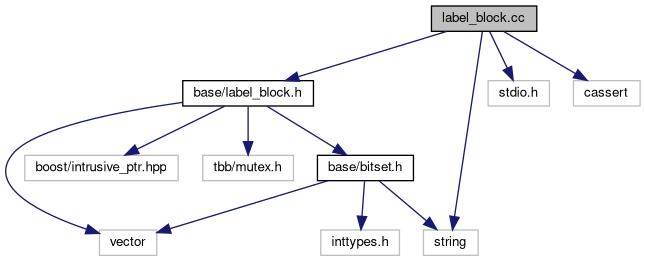 label_block.cc
base/label_block.h
stdio.h
cassert
boost/intrusive_ptr.hpp
tbb/mutex.h
base/bitset.h
vector
inttypes.h
string